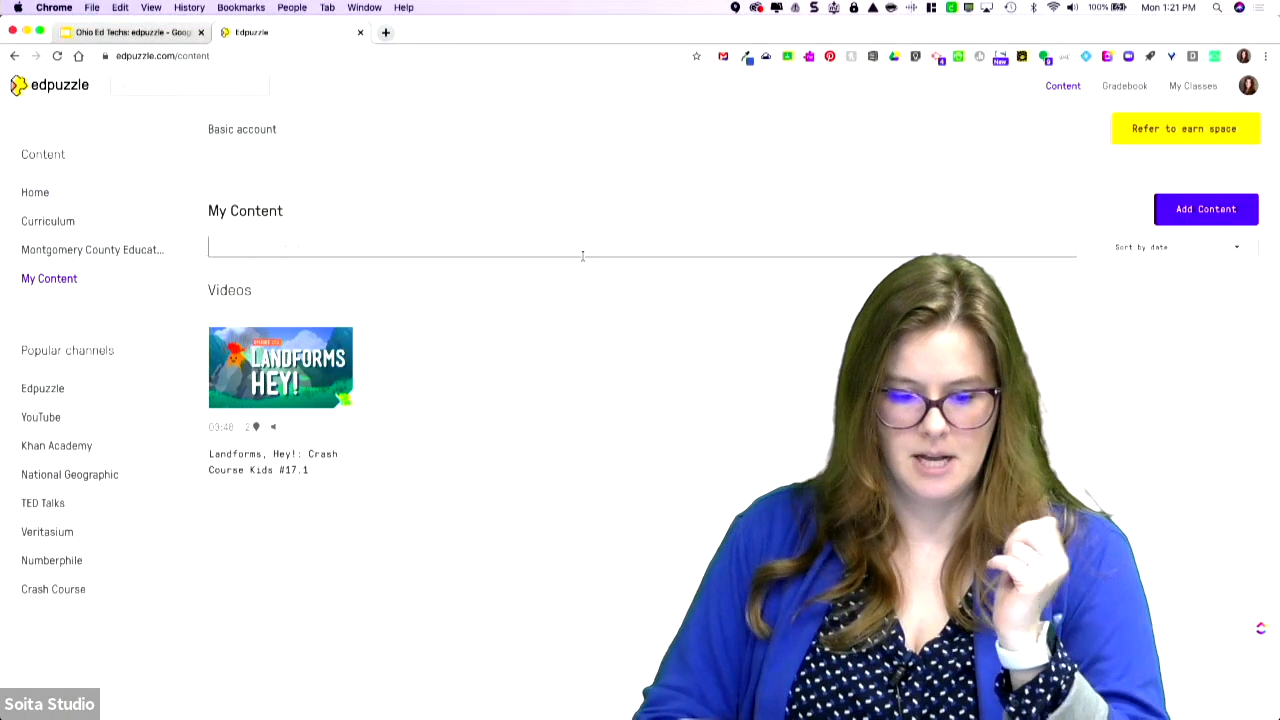 Chrome File Edit View History Bookmarks People Tab Window Help 100% Mon 1:21 PM
Ohio Ed Techs: edpuzzle - Goog Edpuzzle
edpuzzle.com/content
New
edpuzzle Content Gradebook My Classes
Basic account
Refer to earn space
Content
Home
Curriculum
Montgomery County Educat...
My Content
My Content
Add Content
Sort by date
Videos
LANDFORMS
HEY!
00:40 2
Landforms, Hey!: Crash
Course Kids #17.1
Popular channels
Edpuzzle
YouTube
Khan Academy
National Geographic
TED Talks
Veritasium
Numberphile
Crash Course
Soita Studio